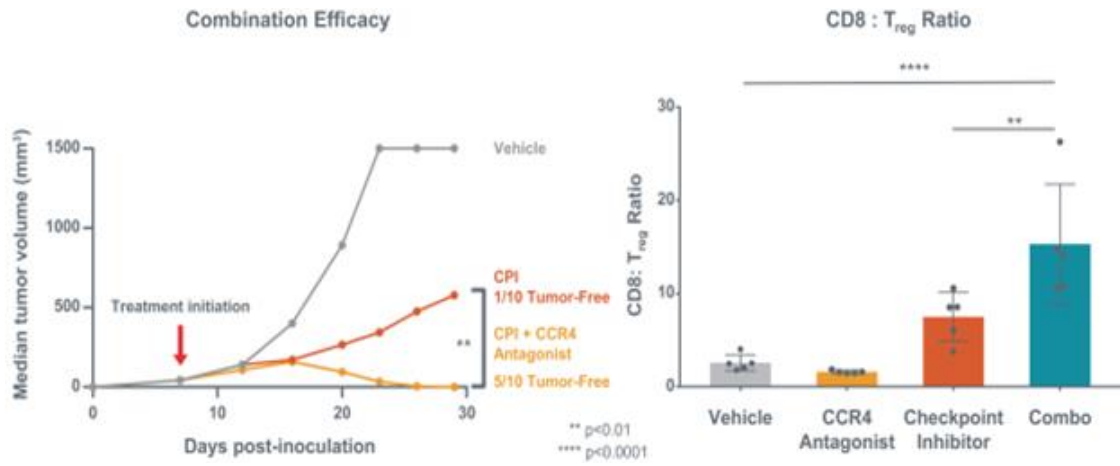 Combination Efficacy
Median tumor volume (mm³)
1500
1000
500
0
0
10
20
30
Days post-inoculation
Treatment initiation
Vehicle
CPI
1/10 Tumor-Free
CPI + CCR4
Antagonist
5/10 Tumor-Free
**
** p<0.01
**** p<0.0001
CD8 : Treg Ratio
****
**
CD8: Treg Ratio
30
20
10
0
Vehicle
CCR4
Antagonist
Checkpoint
Inhibitor
Combo